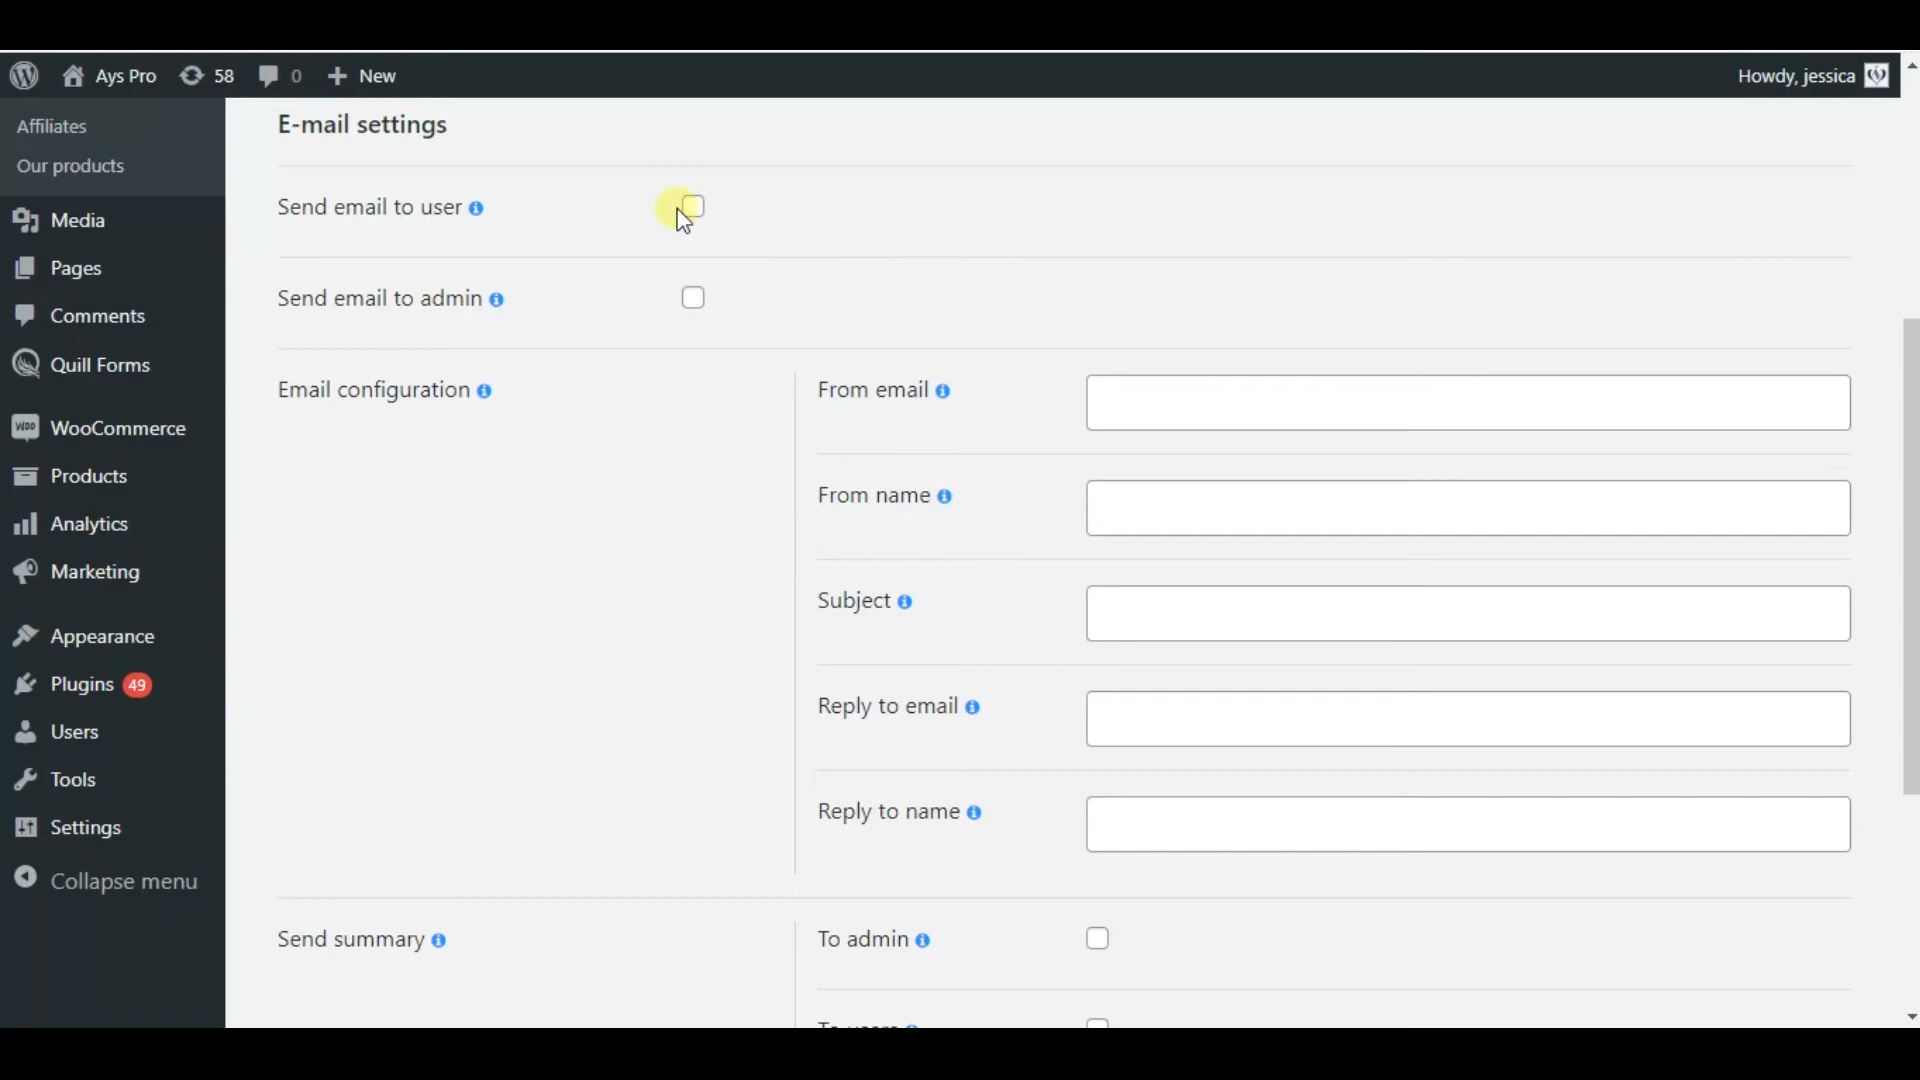 Ays Pro 58 0 New Howdy, jessica
Affiliates
Our products
Media
Pages
Comments
Quill Forms
WooCommerce
Products
Analytics
Marketing
Appearance
Plugins 49
Users
Tools
Settings
Collapse menu
E-mail settings
Send email to user
Send email to admin
Email configuration
From email
From name
Subject
Reply to email
Reply to name
Send summary
To admin